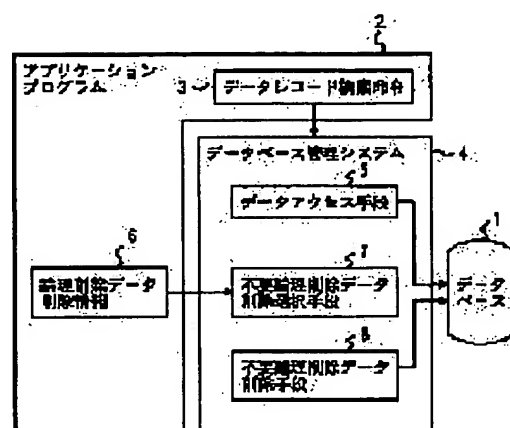 2
アプリケーション
プログラム
3
データレコード検索命令
データベース管理システム
4
5
データアクセス手段
1
データ
ベース
6
論理削除データ
削除情報
7
不要論理削除データ
削除選択手段
8
不要論理削除データ
削除手段